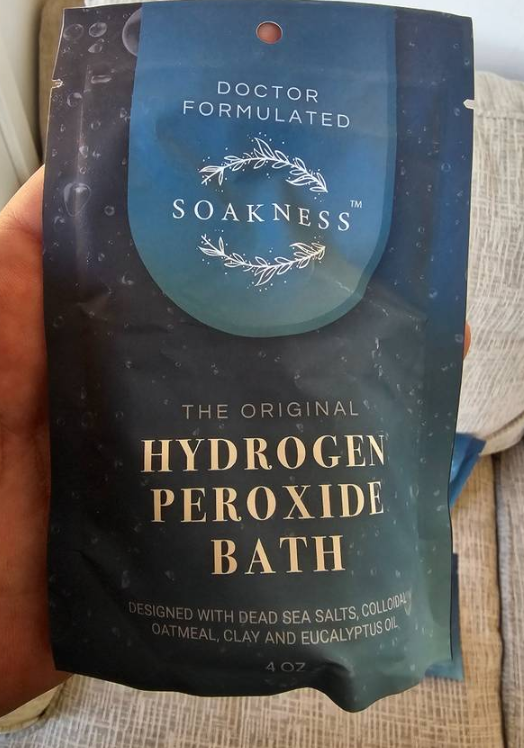 DOCTOR
FORMULATED
SOAKNESS™
THE ORIGINAL
HYDROGEN
PEROXIDE
BATH
DESIGNED WITH DEAD SEA SALTS, COLLOIDAL
OATMEAL, CLAY AND EUCALYPTUS OIL
4 OZ